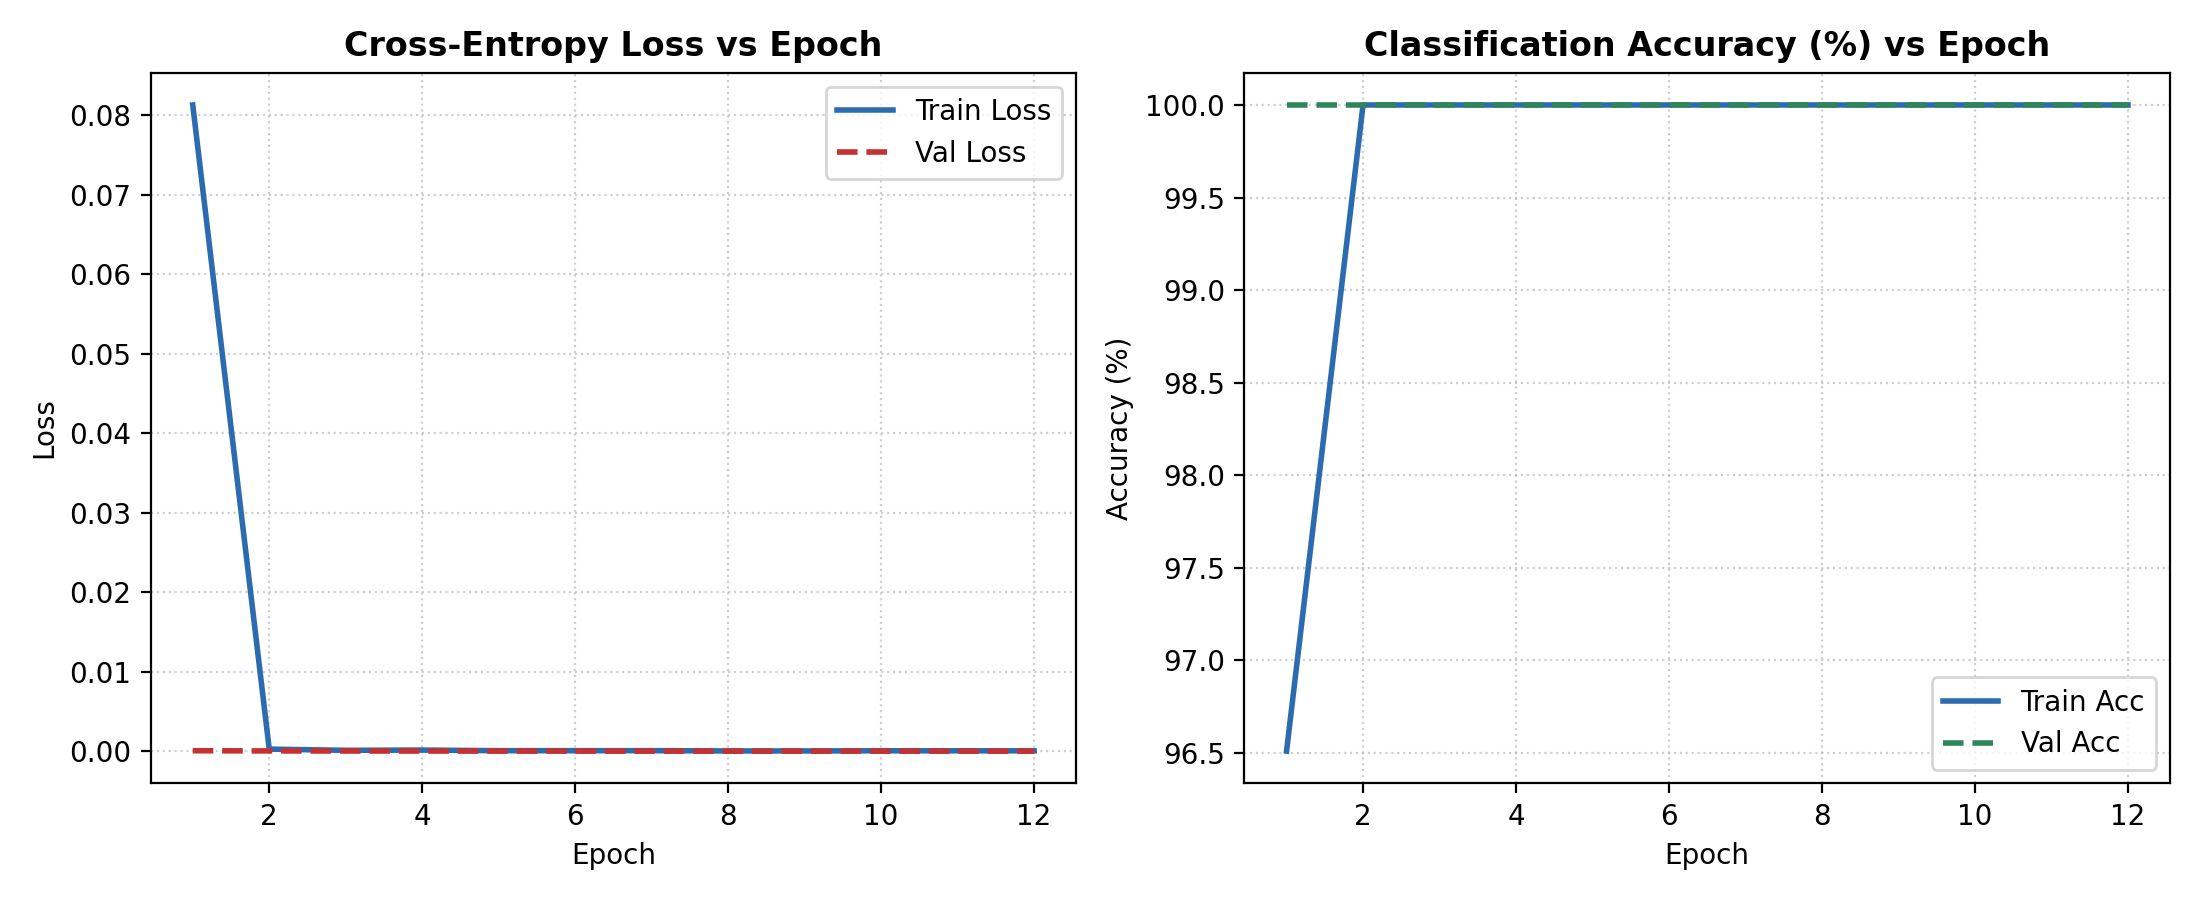 Cross-Entropy Loss vs Epoch
0.08
0.07
0.06
0.05
0.04
0.03
0.02
0.01
0.00
Loss
2 4 6 8 10 12
Epoch
Train Loss
Val Loss
Classification Accuracy (%) vs Epoch
100.0
99.5
99.0
98.5
98.0
97.5
97.0
96.5
Accuracy (%)
2 4 6 8 10 12
Epoch
Train Acc
Val Acc